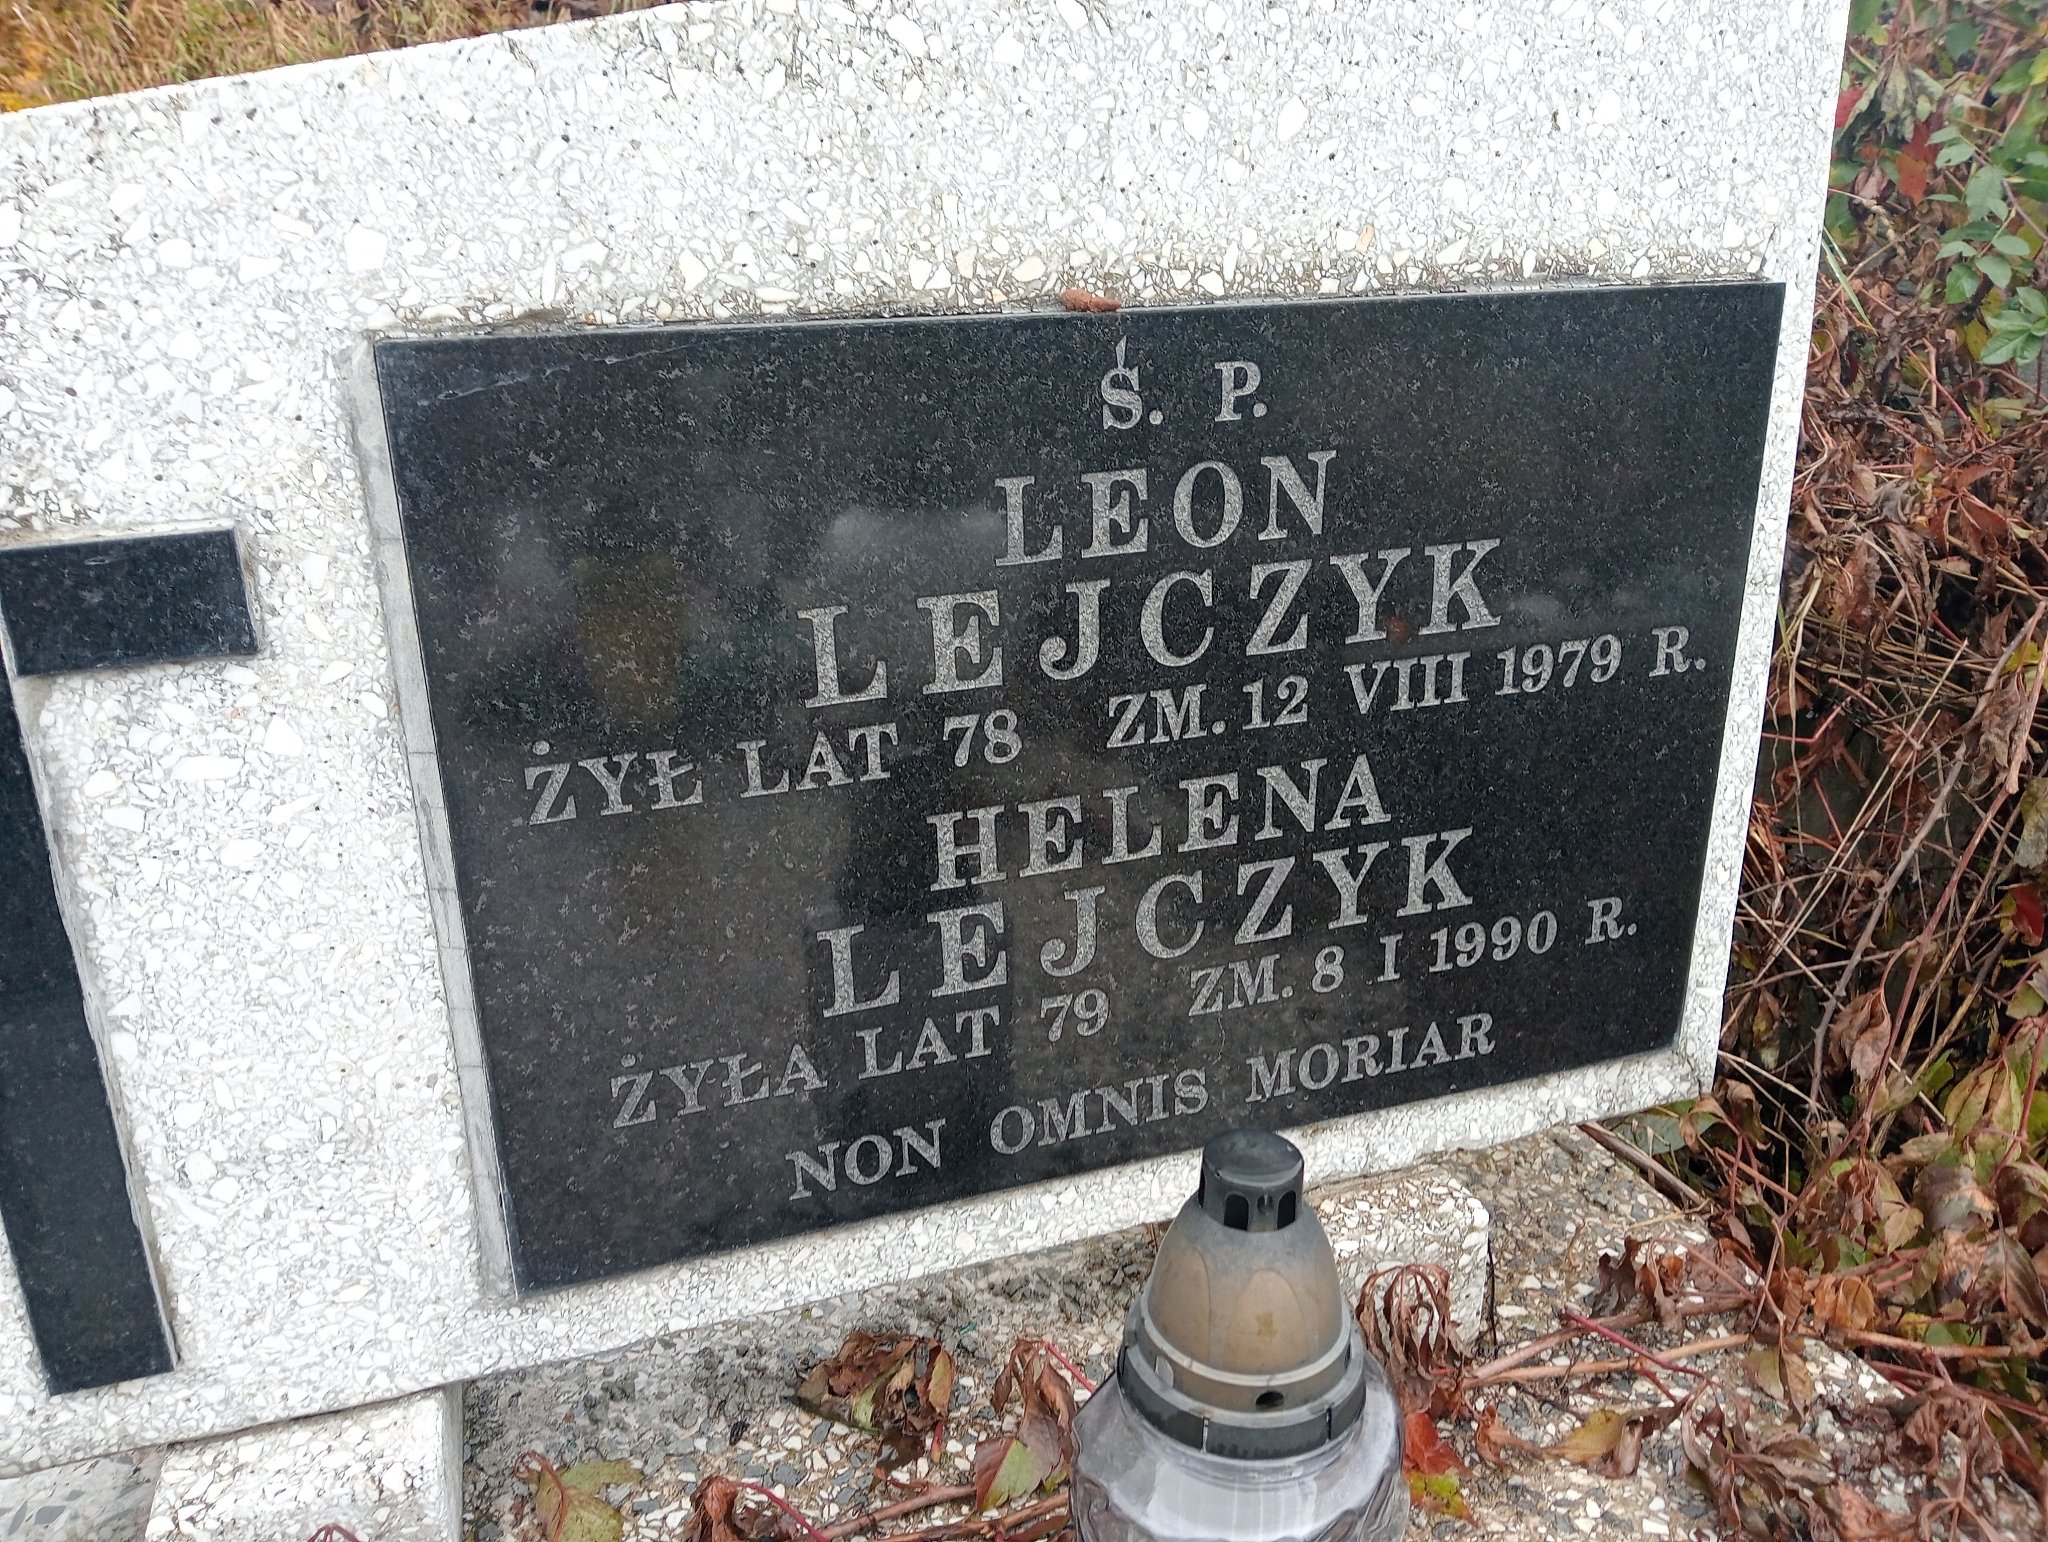 Ś. P.
LEON
LEJCZYK
ŻYŁ LAT 78 ZM. 12 VIII 1979 R.
HELENA
LEJCZYK
ŻYŁA LAT 79 ZM. 8 I 1990 R.
NON OMNIS MORIAR